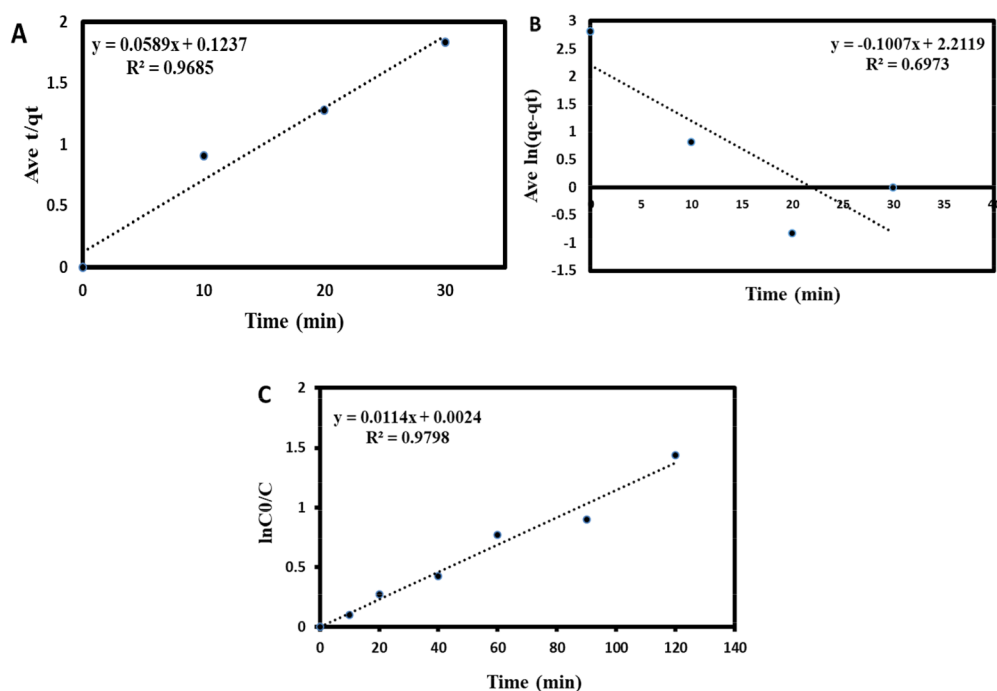 A
y = 0.0589x + 0.1237
R² = 0.9685
Ave t/qt
2
1.5
1
0.5
0
0 10 20 30
Time (min)
B
y = -0.1007x + 2.2119
R² = 0.6973
Ave ln(qe-qt)
3
2.5
2
1.5
1
0.5
0
-0.5
-1
-1.5
0 5 10 15 20 25 30 35 40
Time (min)
C
y = 0.0114x + 0.0024
R² = 0.9798
lnC0/C
2
1.5
1
0.5
0
0 20 40 60 80 100 120 140
Time (min)